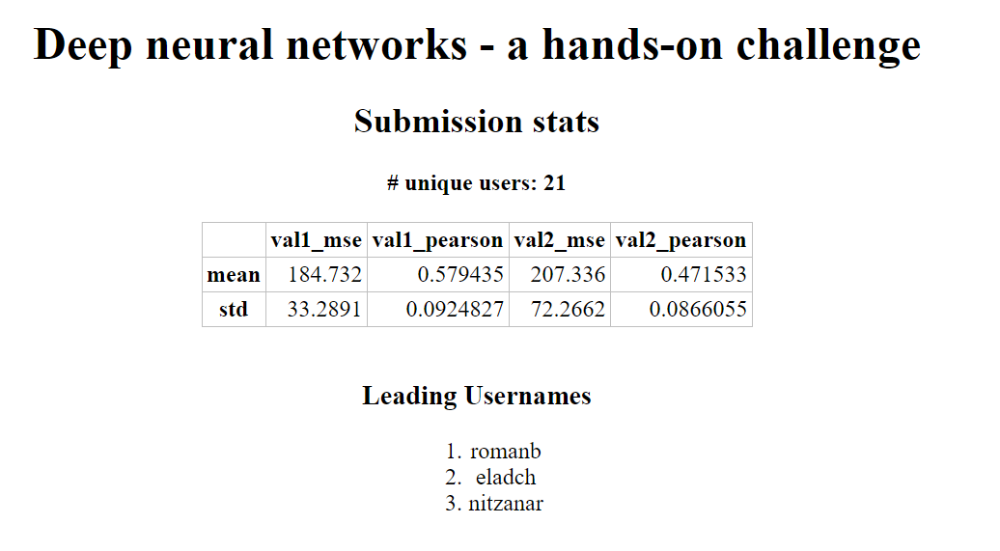 Deep neural networks - a hands-on challenge
Submission stats
# unique users: 21
val1_mse val1_pearson val2_mse val2_pearson
mean 184.732 0.579435 207.336 0.471533
std 33.2891 0.0924827 72.2662 0.0866055
Leading Usernames
1. romanb
2. eladch
3. nitzanar